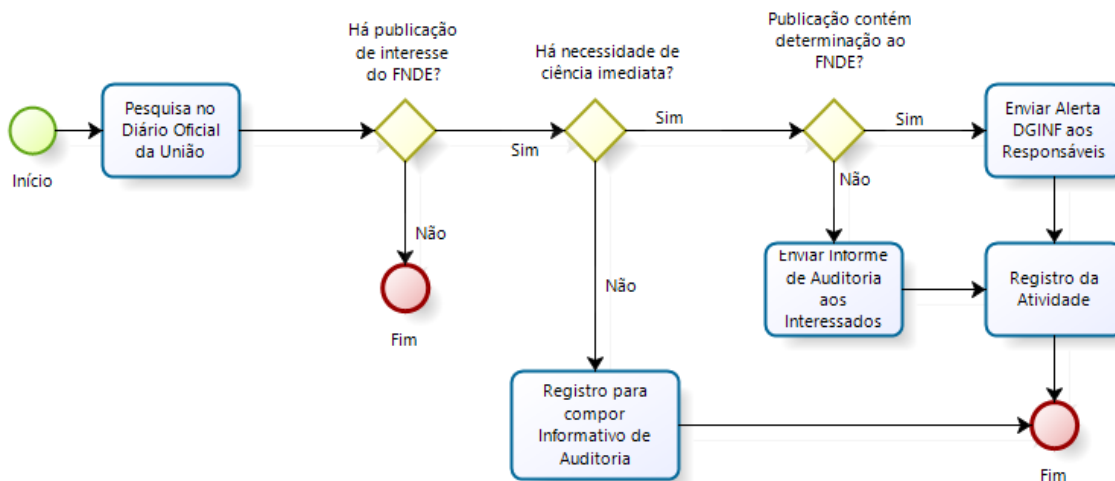 Há publicação
de interesse
do FNDE?
Há necessidade de
ciência imediata?
Publicação contém
determinação ao
FNDE?
Início
Pesquisa no
Diário Oficial
da União
Sim
Sim
Sim
Enviar Alerta
DGINF aos
Responsáveis
Não
Fim
Não
Não
Enviar Informe
de Auditoria
aos
Interessados
Registro da
Atividade
Registro para
compor
Informativo de
Auditoria
Fim